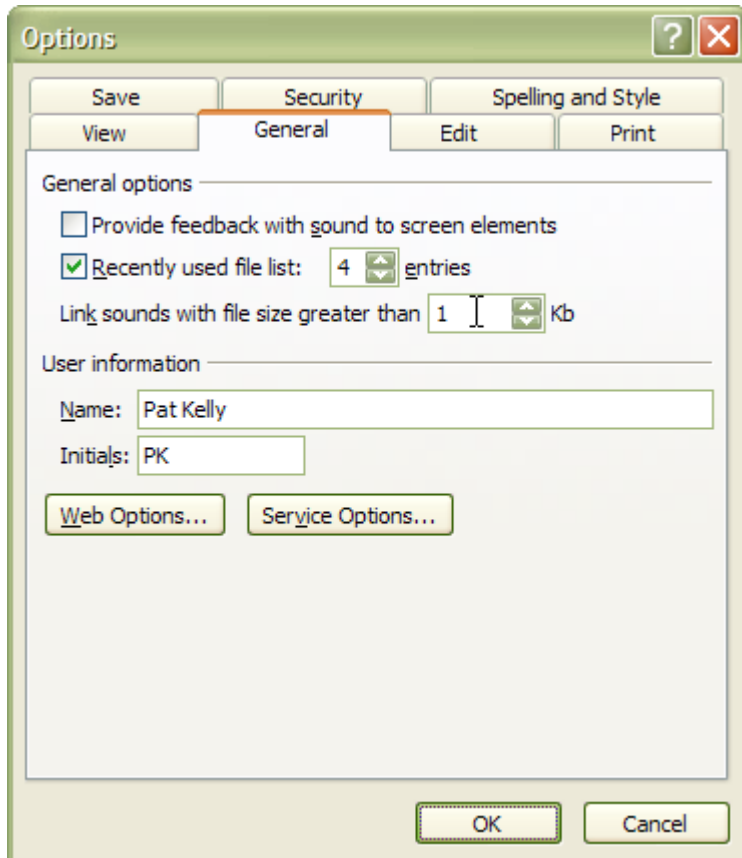 Options
Save Security Spelling and Style
View General Edit Print
General options
Provide feedback with sound to screen elements
Recently used file list: 4 entries
Link sounds with file size greater than 1 Kb
User information
Name: Pat Kelly
Initials: PK
Web Options... Service Options...
OK Cancel